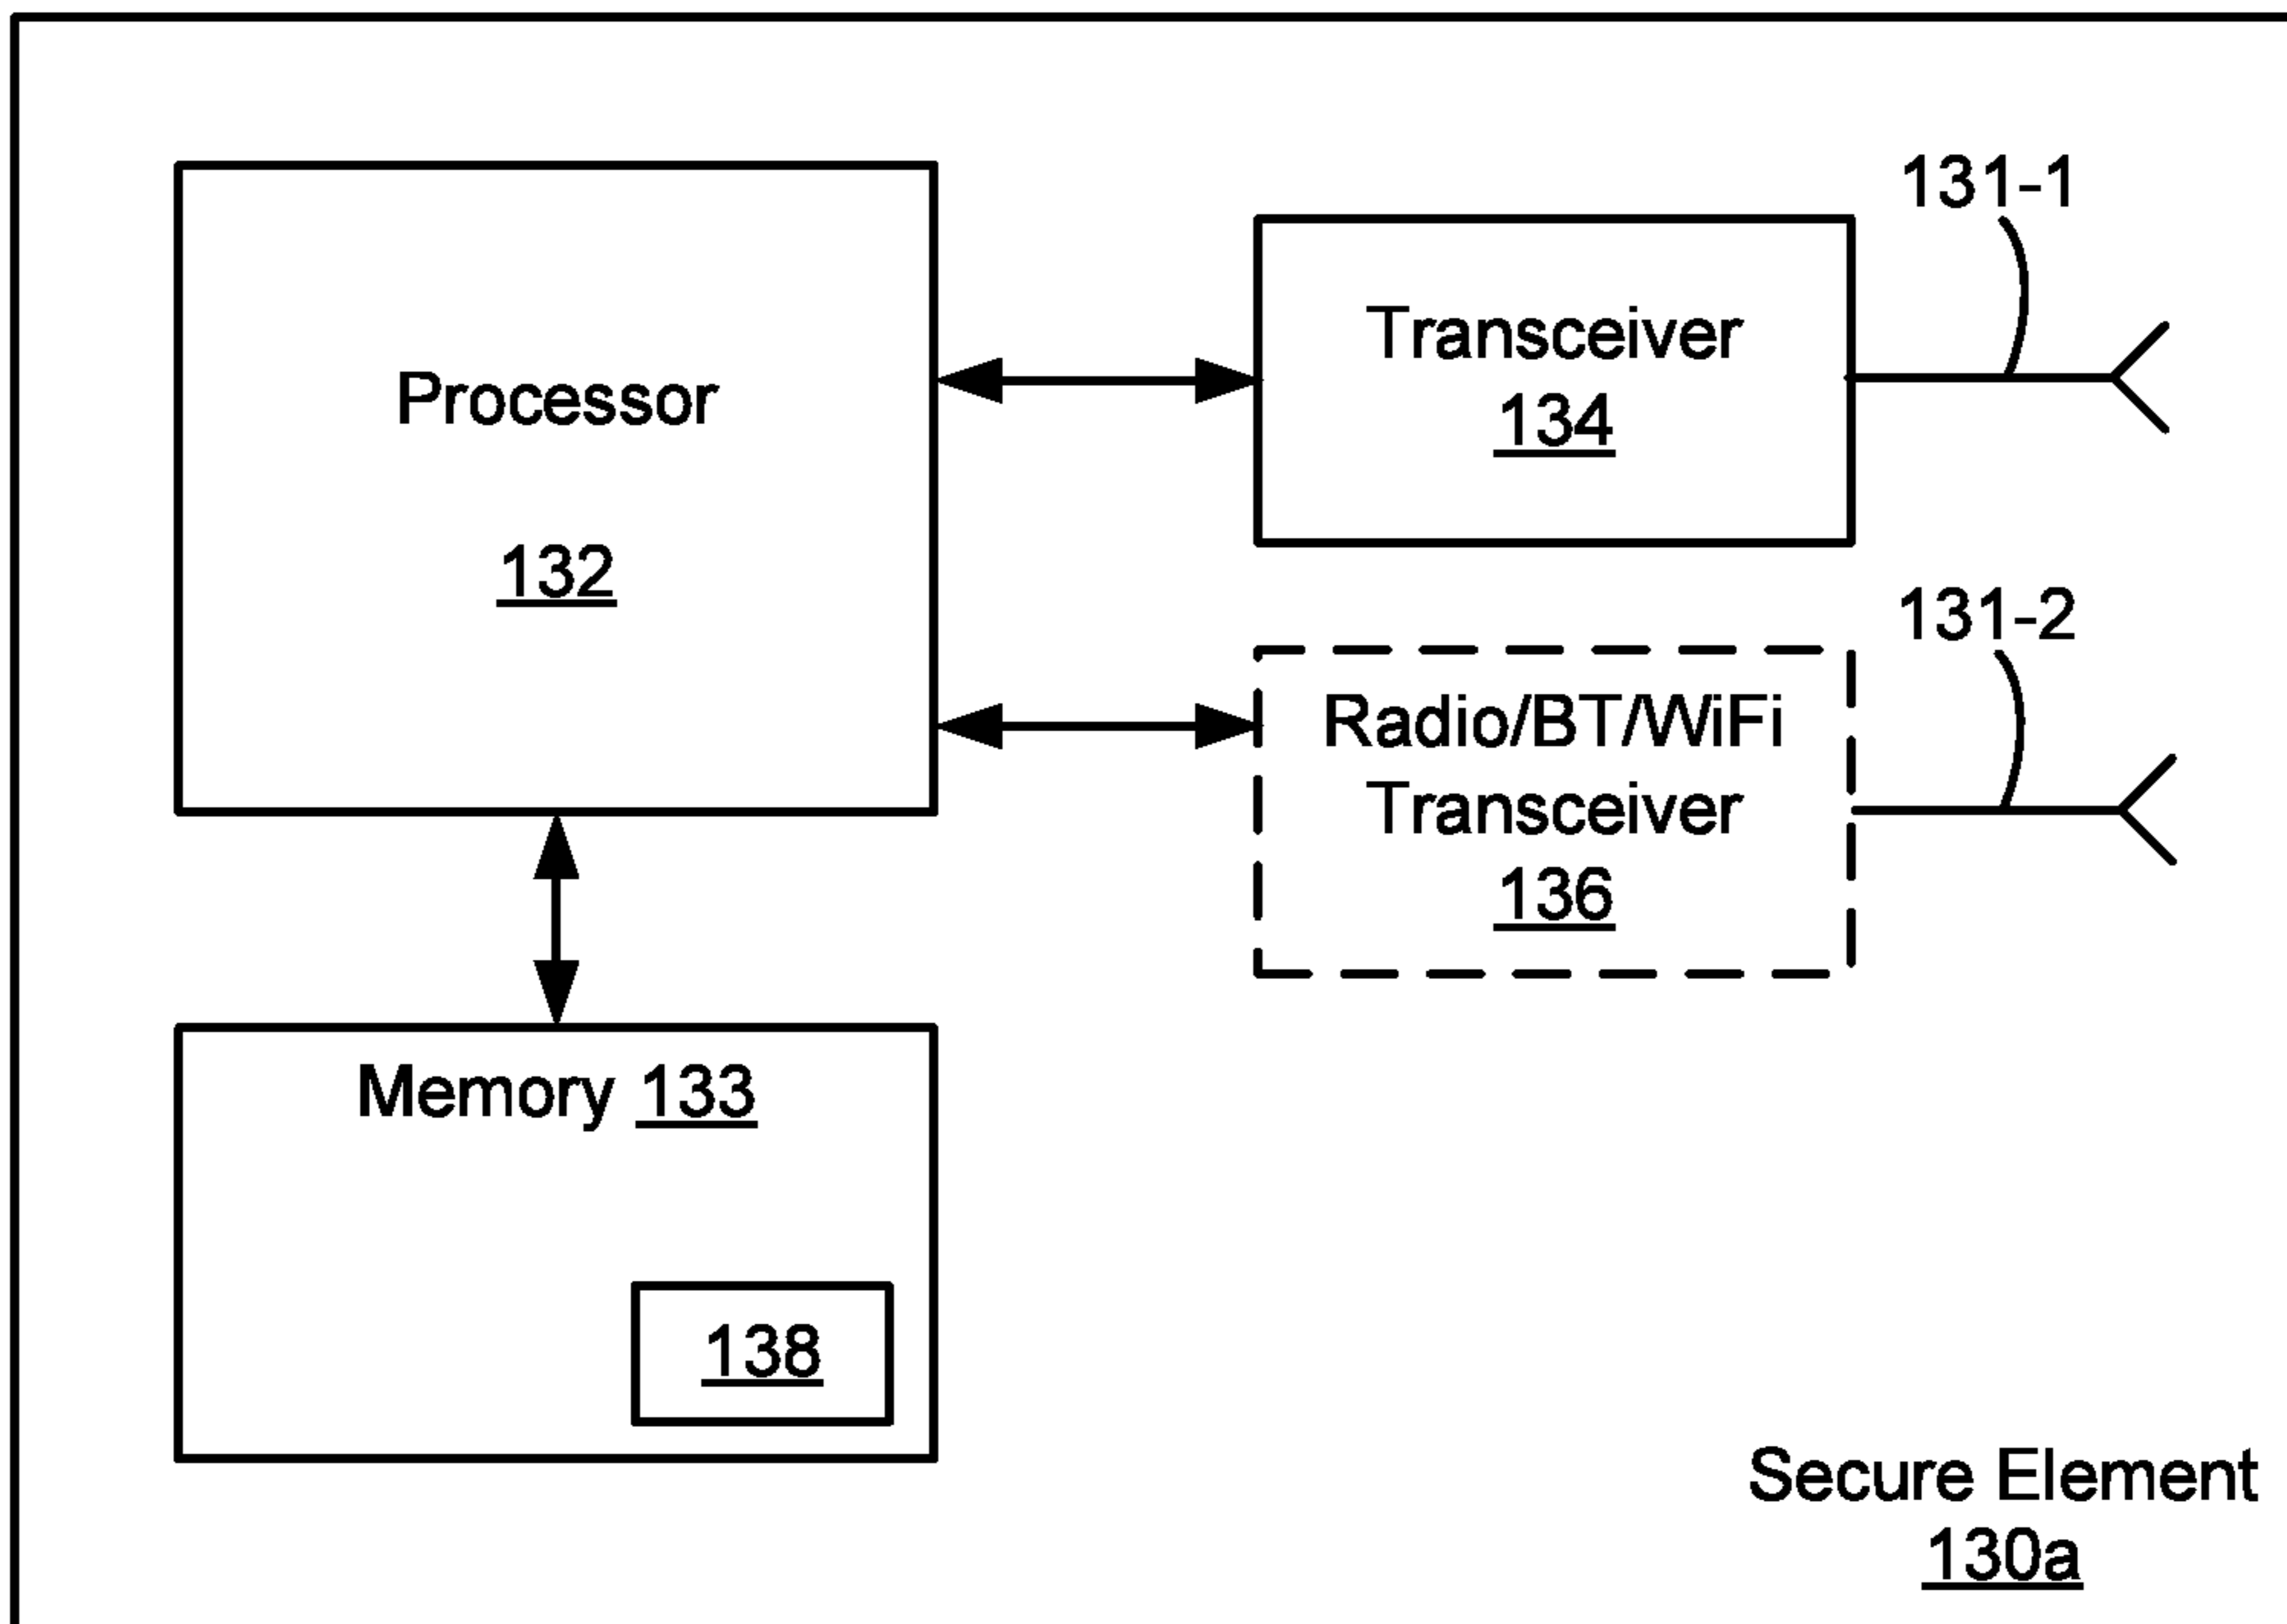 131-1
Transceiver
134
Processor
132
131-2
Radio/BT/WiFi
Transceiver
136
Memory 133
138
Secure Element
130a